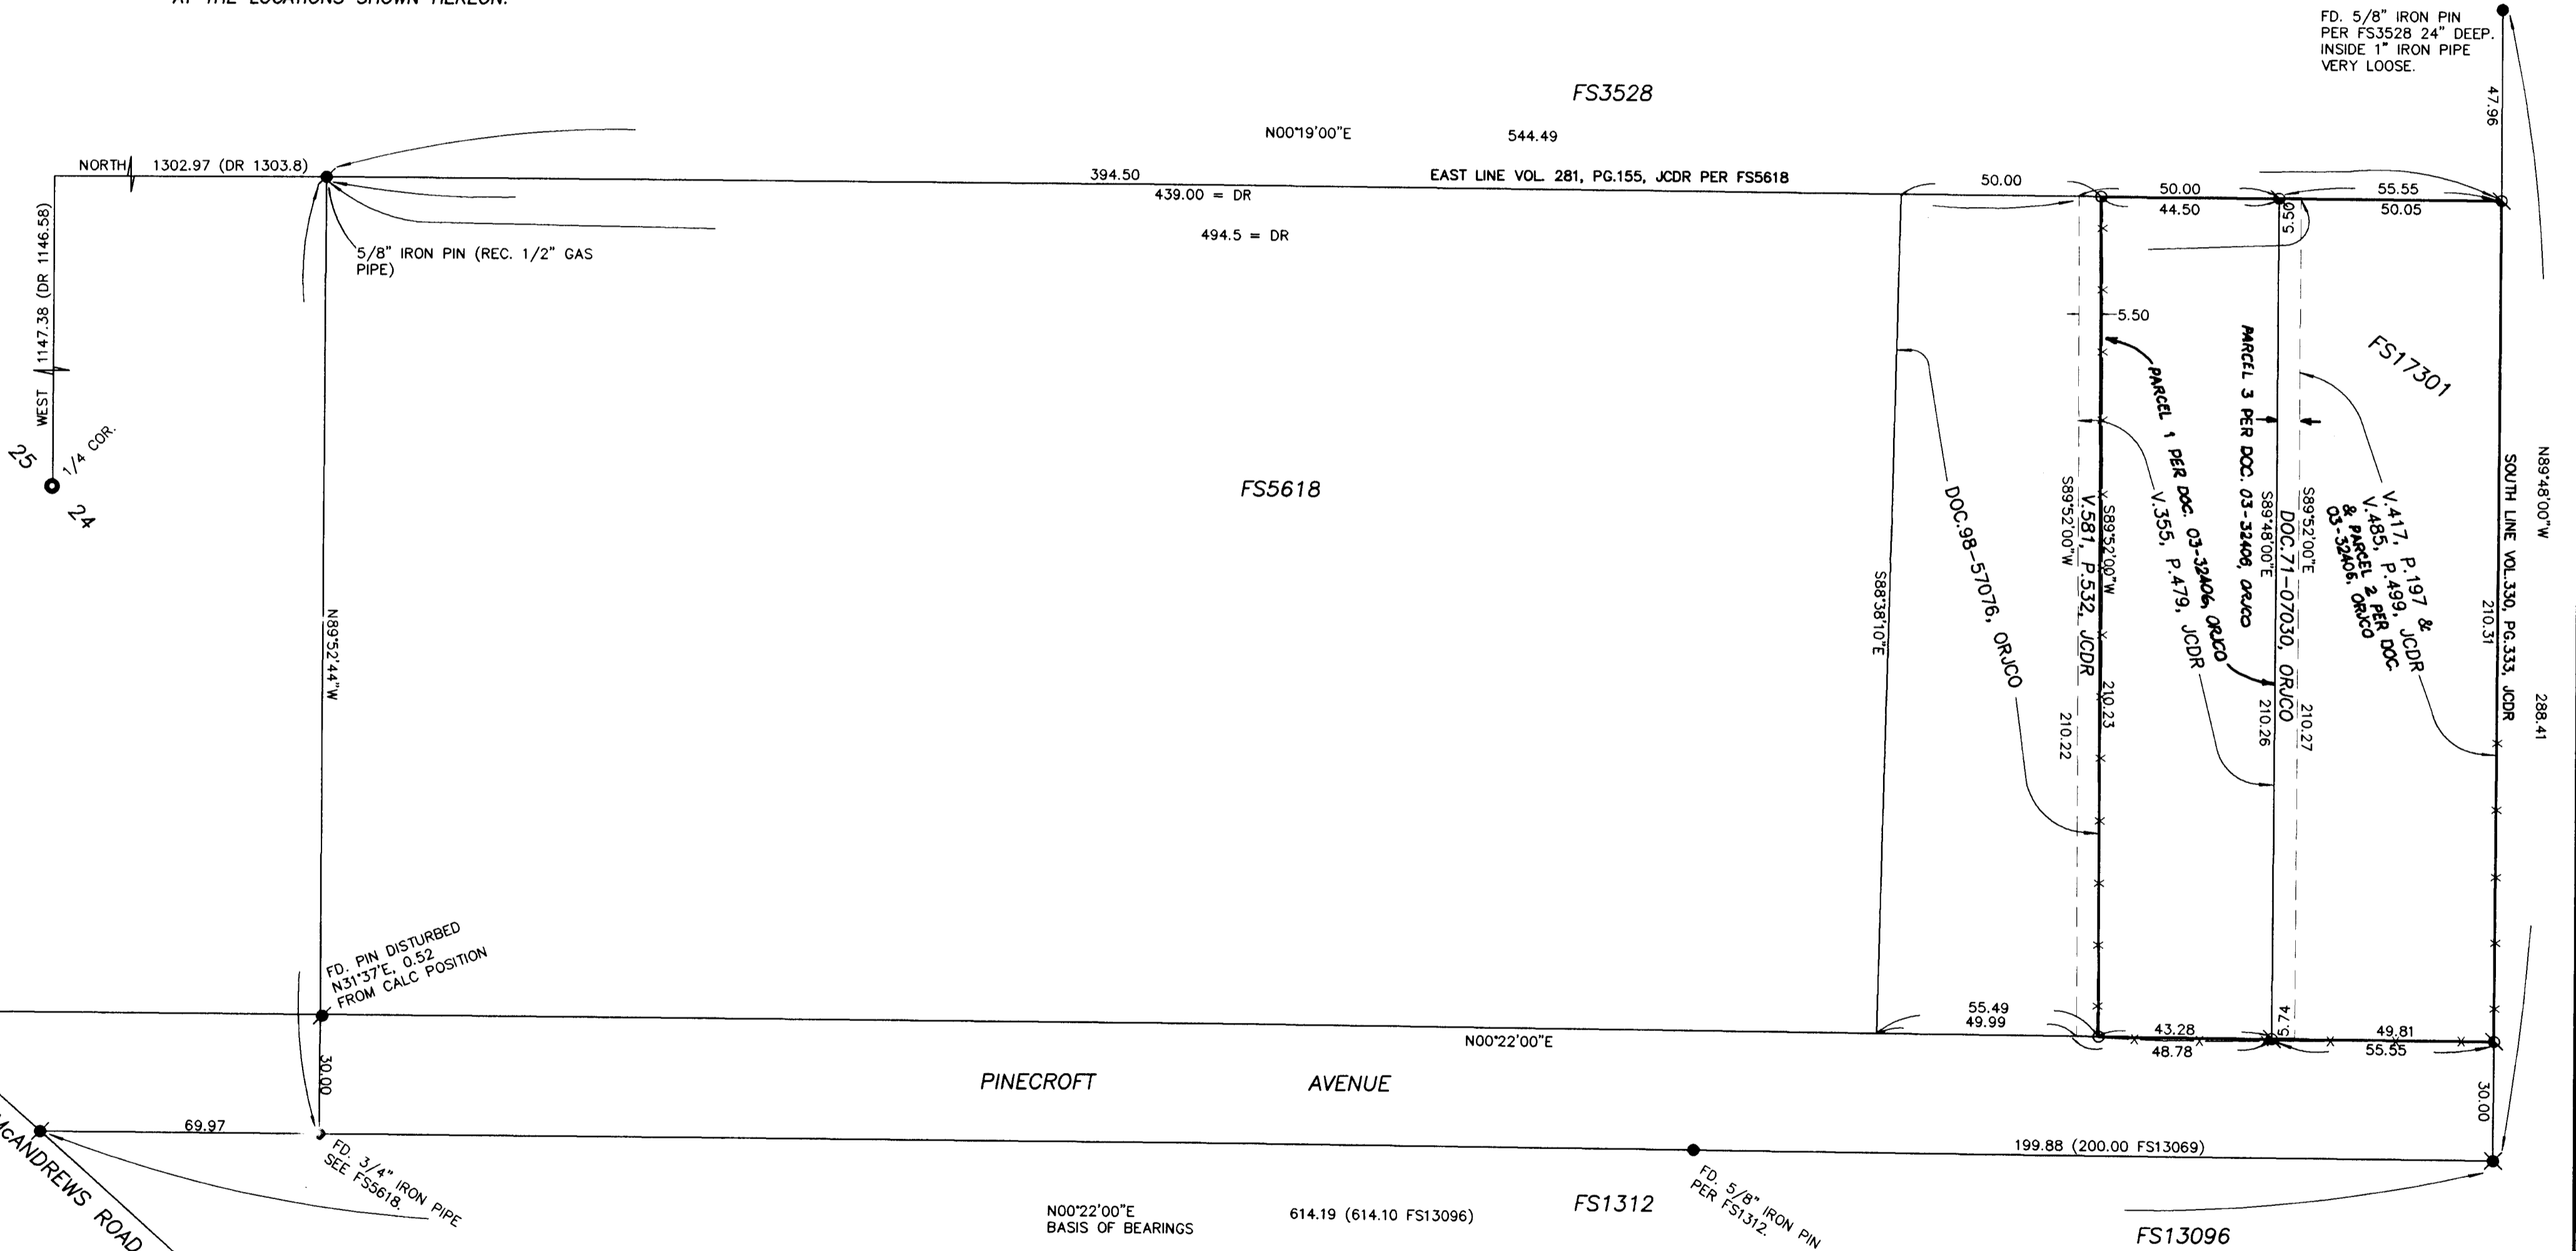 AT THE LOCATIONS SHOWN HEREON.
FD. 5/8" IRON PIN
PER FS3528 24" DEEP.
INSIDE 1" IRON PIPE
VERY LOOSE.
47.96
FS3528
N00°19'00"E
544.49
NORTH
1302.97 (DR 1303.8)
394.50
EAST LINE VOL. 281, PG.155, JCDR PER FS5618
439.00 = DR
494.5 = DR
50.00
50.00
44.50
55.55
50.05
5.50
WEST
1147.38 (DR 1146.58)
5/8" IRON PIN (REC. 1/2" GAS
PIPE)
25
1/4 COR.
24
5.50
FS5618
FS17301
N89°52'44"W
S88°38'10"E
DOC.98-57076, ORJCO
S89°52'00"W
210.22
V.581, P.532, JCDR
S89°52'00"W
210.23
PARCEL 1 PER DOC. 03-32406, ORJCO
V.355, P.479, JCDR
PARCEL 3 PER DOC. 03-32406, ORJCO
S89°48'00"E
210.26
DOC.71-07030, ORJCO
S89°52'00"E
210.27
V.417, P.197 &
V.485, P.499, JCDR
& PARCEL 2 PER DOC.
03-32406, ORJCO
210.31
SOUTH LINE VOL.330, PG.333, JCDR
N89°48'00"W
288.41
FD. PIN DISTURBED
N31°37'E, 0.52
FROM CALC POSITION
30.00
N00°22'00"E
55.49
49.99
43.28
48.78
5.74
49.81
55.55
30.00
PINECROFT AVENUE
69.97
McANDREWS ROAD
FD. 3/4" IRON PIPE
SEE FS5618.
199.88 (200.00 FS13069)
FD. 5/8" IRON PIN
PER FS1312.
N00°22'00"E
BASIS OF BEARINGS
614.19 (614.10 FS13096)
FS1312
FS13096